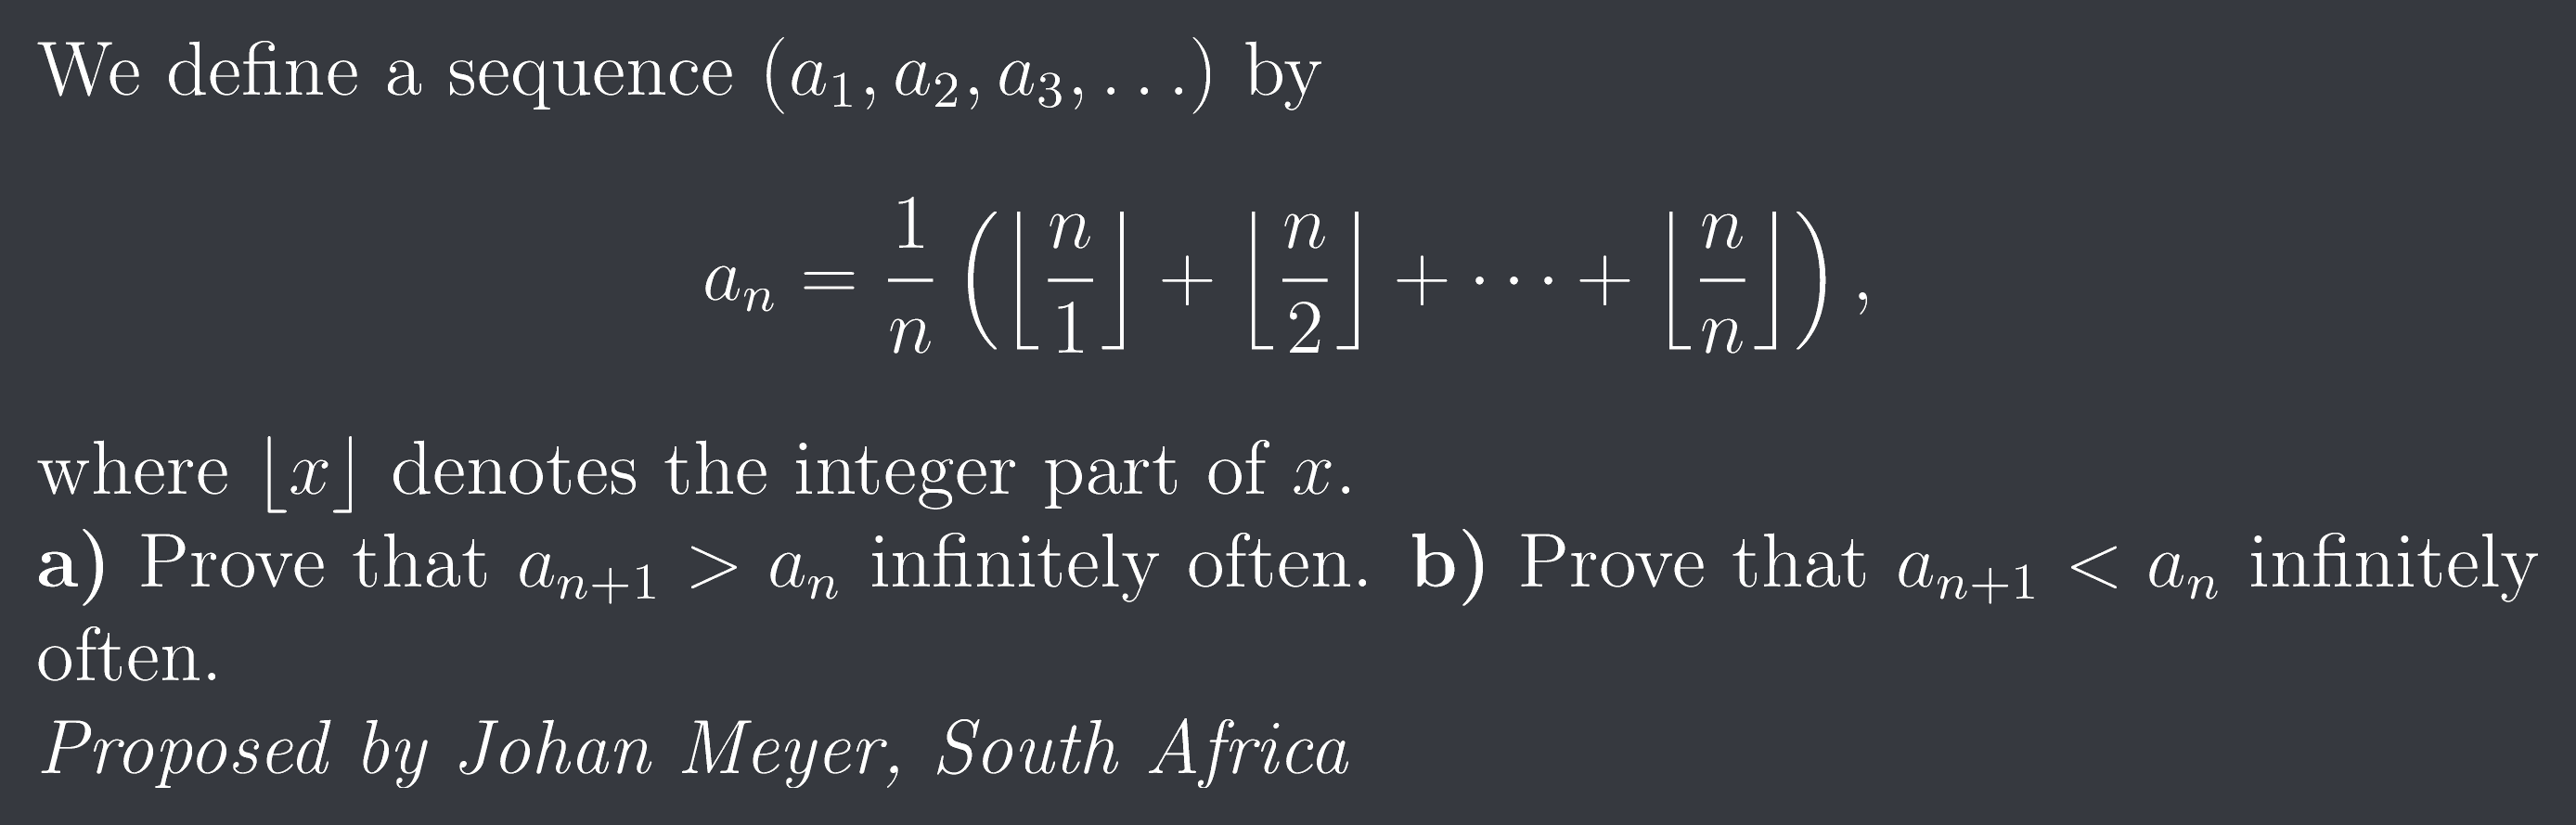 We define a sequence $(a_1, a_2, a_3, \ldots)$ by
$$a_n = \frac{1}{n}\left(\left\lfloor\frac{n}{1}\right\rfloor + \left\lfloor\frac{n}{2}\right\rfloor + \cdots + \left\lfloor\frac{n}{n}\right\rfloor\right),$$
where $\lfloor x \rfloor$ denotes the integer part of $x$.
a) Prove that $a_{n+1} > a_n$ infinitely often. b) Prove that $a_{n+1} < a_n$ infinitely
often.
Proposed by Johan Meyer, South Africa